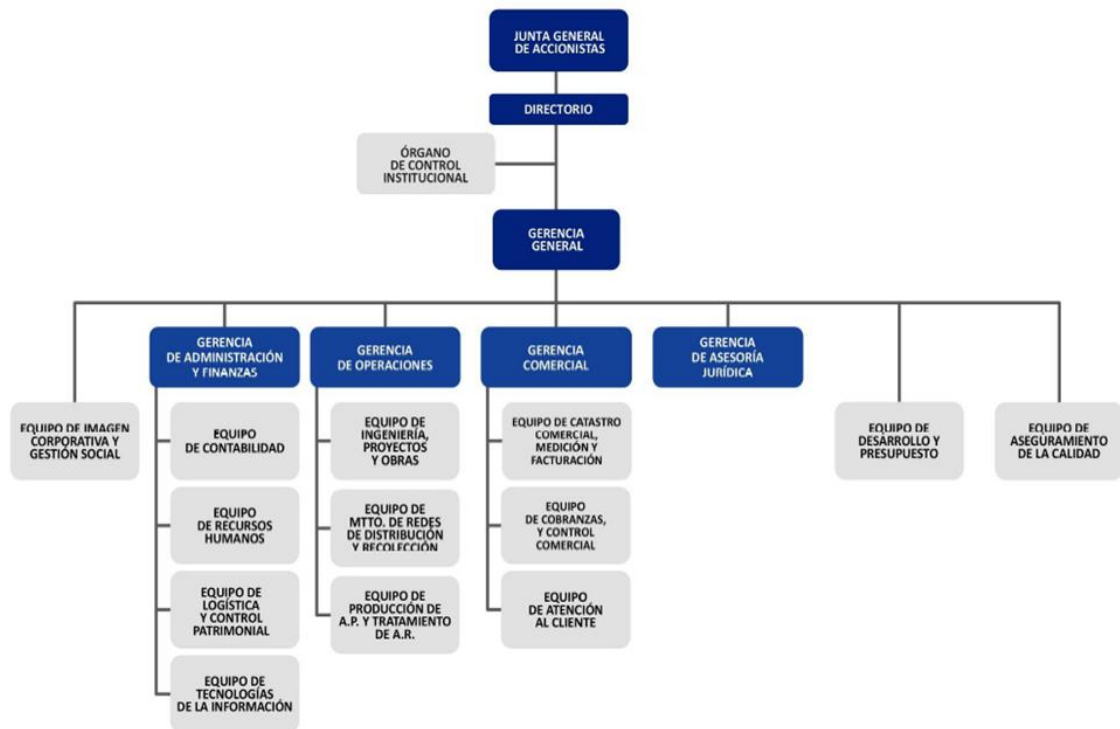 JUNTA GENERAL
DE ACCIONISTAS
DIRECTORIO
ÓRGANO
DE CONTROL
INSTITUCIONAL
GERENCIA
GENERAL
GERENCIA
DE ADMINISTRACIÓN
Y FINANZAS
GERENCIA
DE OPERACIONES
GERENCIA
COMERCIAL
GERENCIA
DE ASESORÍA
JURÍDICA
EQUIPO DE IMAGEN
CORPORATIVA Y
GESTIÓN SOCIAL
EQUIPO
DE CONTABILIDAD
EQUIPO
DE RECURSOS
HUMANOS
EQUIPO DE
LOGÍSTICA
Y CONTROL
PATRIMONIAL
EQUIPO DE
TECNOLOGÍAS
DE LA INFORMACIÓN
EQUIPO DE
INGENIERÍA,
PROYECTOS
Y OBRAS
EQUIPO DE
MTTO. DE REDES
DE DISTRIBUCIÓN
Y RECOLECCIÓN
EQUIPO DE
PRODUCCIÓN DE
A.P. Y TRATAMIENTO
DE A.R.
EQUIPO DE CATASTRO
COMERCIAL,
MEDICIÓN Y
FACTURACIÓN
EQUIPO
DE COBRANZAS,
Y CONTROL
COMERCIAL
EQUIPO
DE ATENCIÓN
AL CLIENTE
EQUIPO DE
DESARROLLO Y
PRESUPUESTO
EQUIPO DE
ASEGURAMIENTO
DE LA CALIDAD